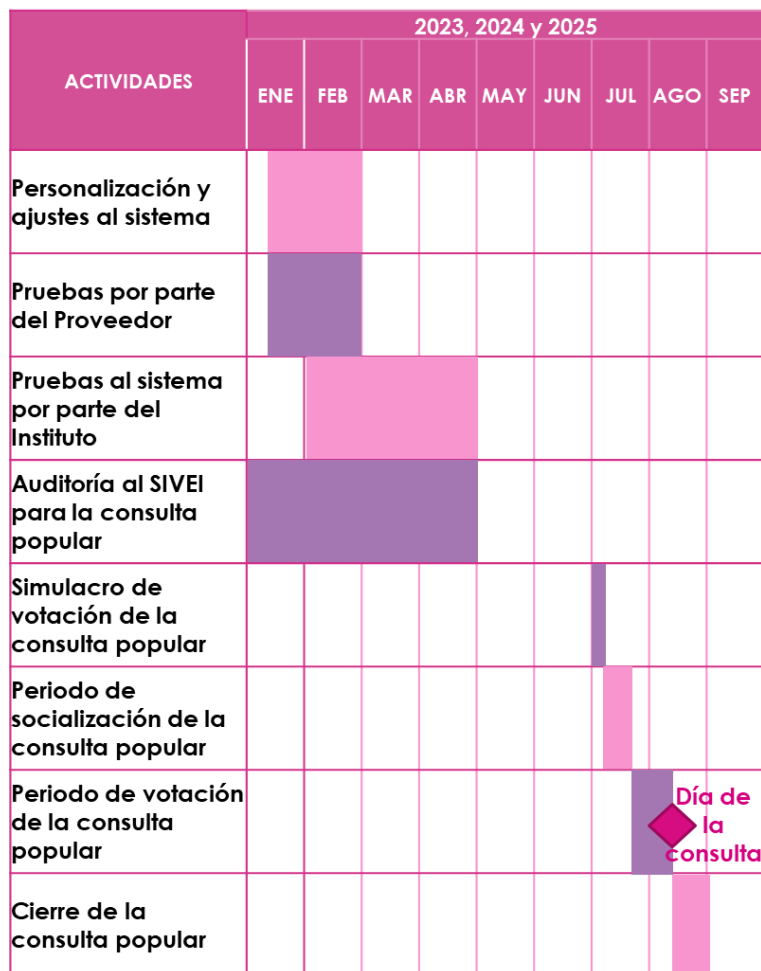 2023, 2024 y 2025
ACTIVIDADES
ENE FEB MAR ABR MAY JUN JUL AGO SEP
Personalización y
ajustes al sistema
Pruebas por parte
del Proveedor
Pruebas al sistema
por parte del
Instituto
Auditoría al SIVEI
para la consulta
popular
Simulacro de
votación de la
consulta popular
Periodo de
socialización de la
consulta popular
Periodo de votación
de la consulta
popular
Día de
la
consulta
Cierre de la
consulta popular